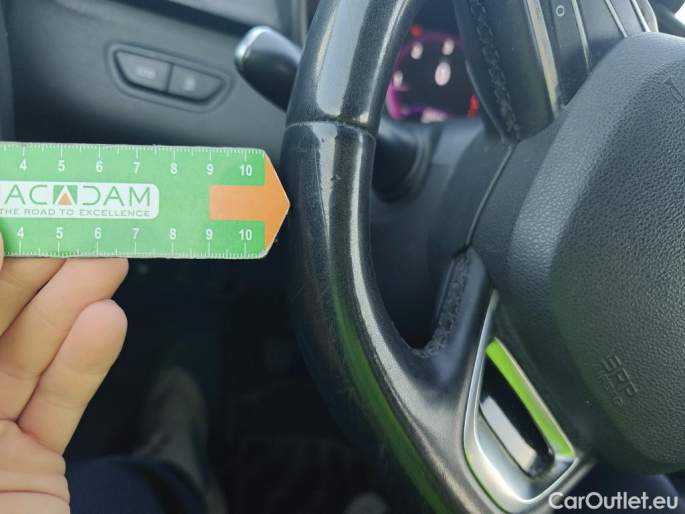 4 5 6 7 8 9 10
ACADAM
THE ROAD TO EXCELLENCE
4 5 6 7 8 9 10
SRP
CarOutlet.eu